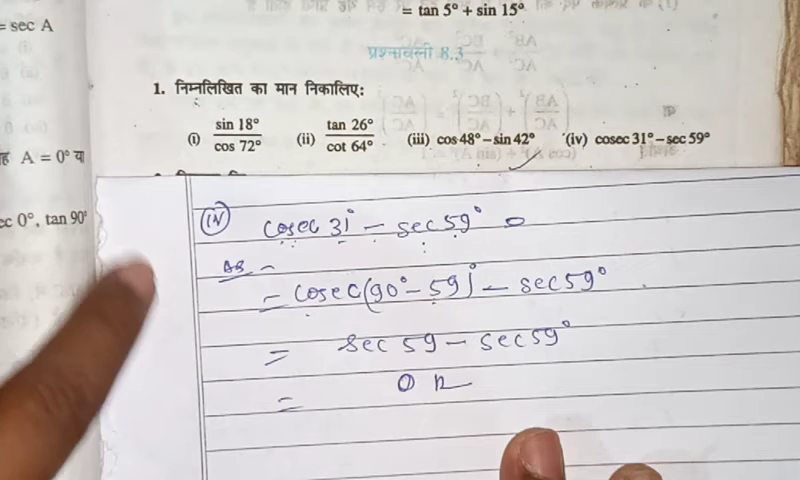 = tan 5° + sin 15°
= sec A
प्रश्नावली 8.3
1. निम्नलिखित का मान निकालिए:
(i) sin 18° / cos 72° (ii) tan 26° / cot 64° (iii) cos 48° – sin 42° (iv) cosec 31° – sec 59°
A = 0° या
ec 0°, tan 90°
(iv) cosec 31° – sec 59°
= cosec(90° – 59)° – sec 59°
= sec 59 – sec 59°
= 0